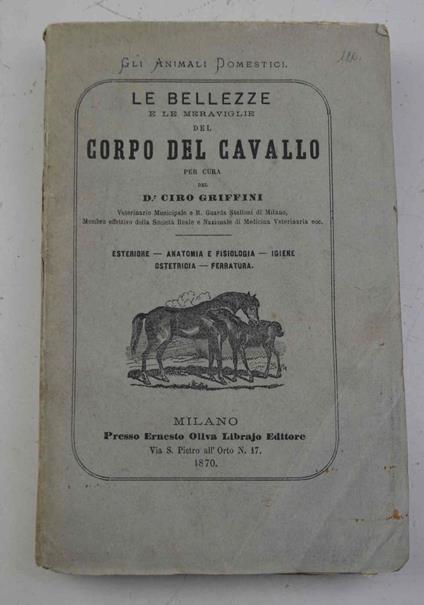 GLI ANIMALI DOMESTICI.
LE BELLEZZE
E LE MERAVIGLIE
DEL
CORPO DEL CAVALLO
PER CURA
DEL
D.r CIRO GRIFFINI
Veterinario Municipale e R. Guarda Stalloni di Milano,
Membro effettivo della Società Reale e Nazionale di Medicina Veterinaria ecc.
ESTERIORE — ANATOMIA E FISIOLOGIA — IGIENE
OSTETRICIA — FERRATURA.
MILANO
Presso Ernesto Oliva Librajo Editore
Via S. Pietro all' Orto N. 17.
1870.